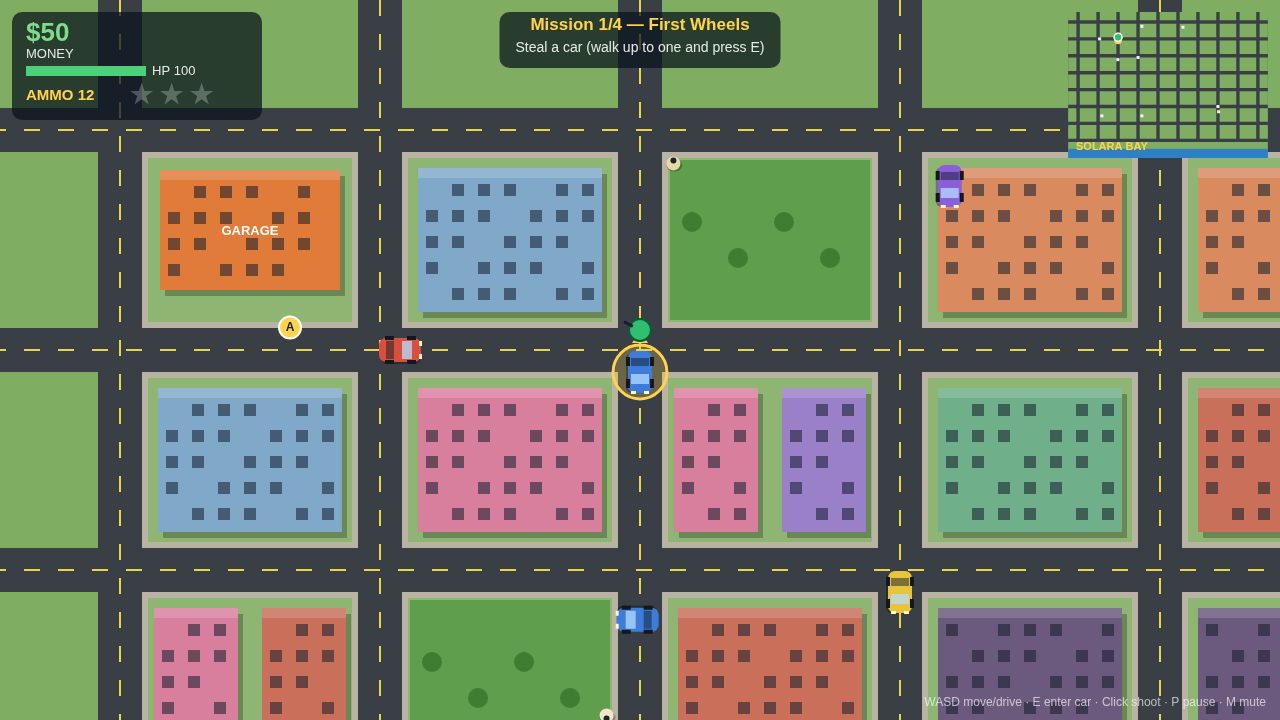 $50
MONEY
HP 100
AMMO 12
Mission 1/4 — First Wheels
Steal a car (walk up to one and press E)
SOLARA BAY
GARAGE
A
WASD move/drive · E enter car · Click shoot · P pause · M mute